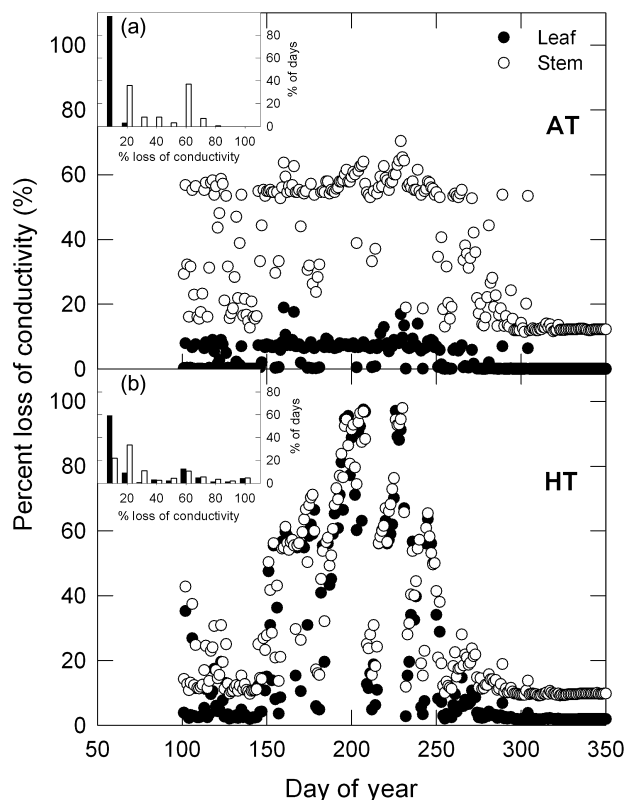 (a)
80
60
40
20
0
% of days
20 40 60 80 100
% loss of conductivity
Leaf
Stem
AT
100
80
60
40
20
0
Percent loss of conductivity (%)
(b)
80
60
40
20
0
% of days
20 40 60 80 100
% loss of conductivity
HT
100
80
60
40
20
0
50 100 150 200 250 300 350
Day of year